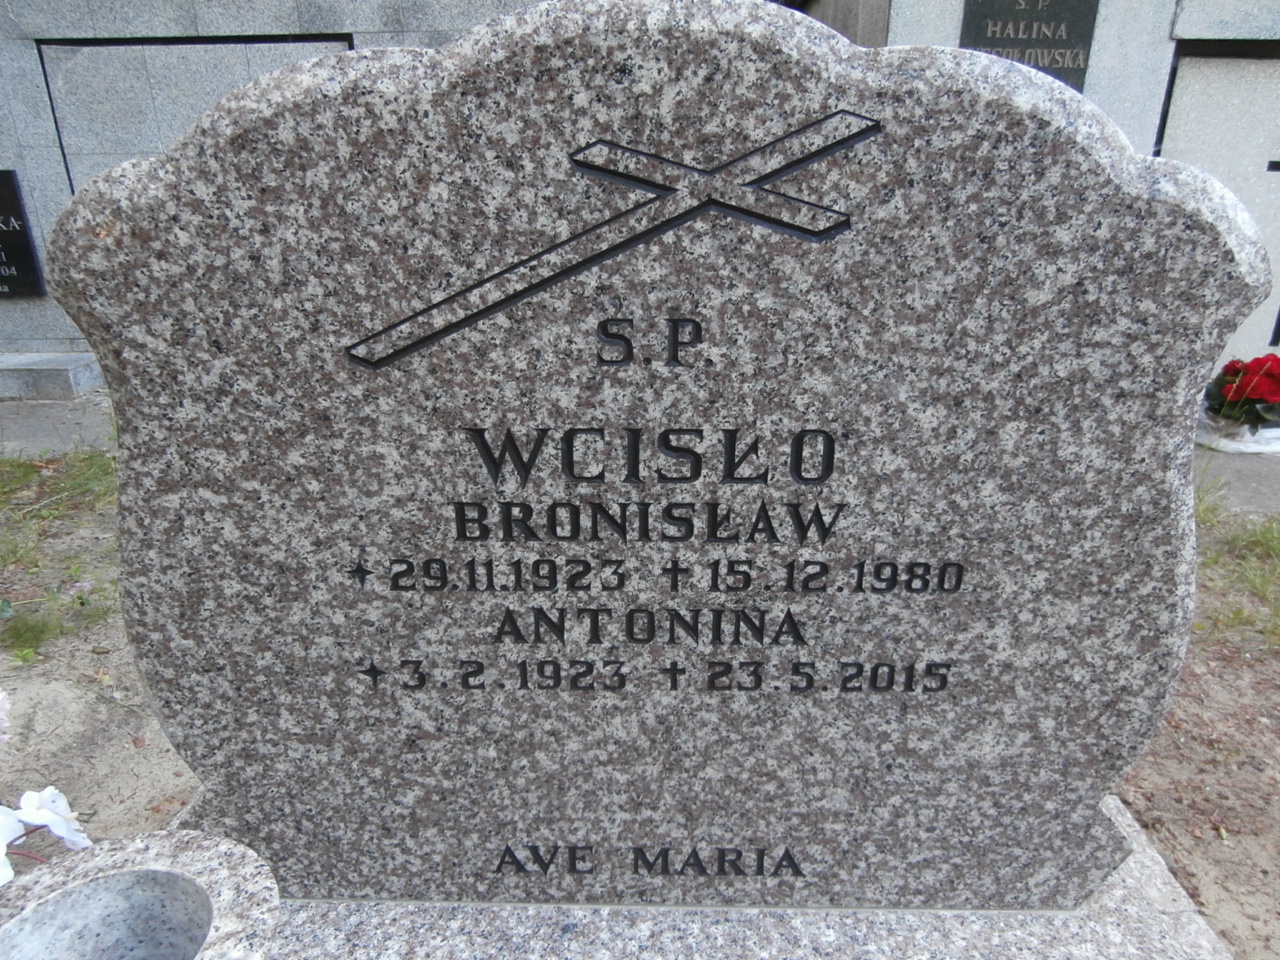 S.P.
WCISŁO
BRONISŁAW
29.11.1923 15.12.1980
ANTONINA
3.2.1923 23.5.2015
AVE MARIA
S. P.
HALINA